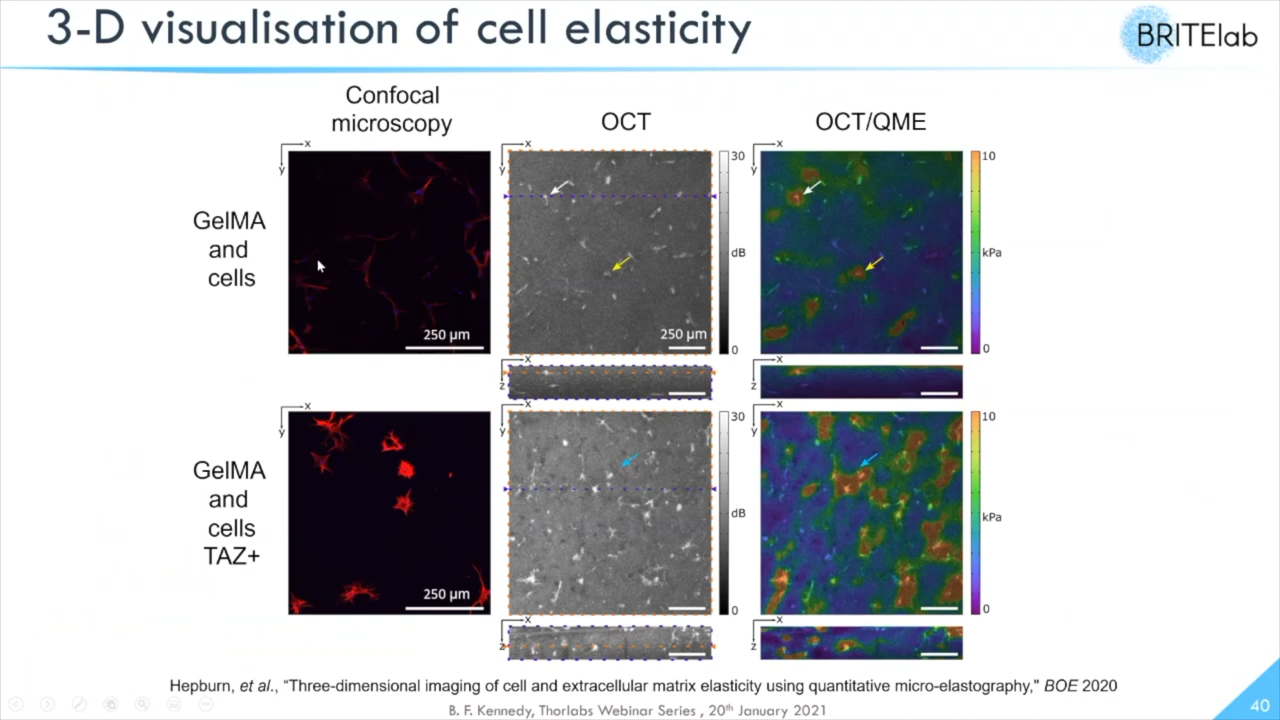 3-D visualisation of cell elasticity
BRITElab
Confocal
microscopy
OCT
OCT/QME
x
y
x
y
x
y
GelMA
and
cells
250 μm
250 μm
30
dB
0
10
kPa
0
x
z
x
z
x
y
x
y
x
y
GelMA
and
cells
TAZ+
250 μm
30
dB
0
10
kPa
0
x
z
x
z
Hepburn, et al., “Three-dimensional imaging of cell and extracellular matrix elasticity using quantitative micro-elastography,” BOE 2020
B. F. Kennedy, Thorlabs Webinar Series , 20th January 2021
40